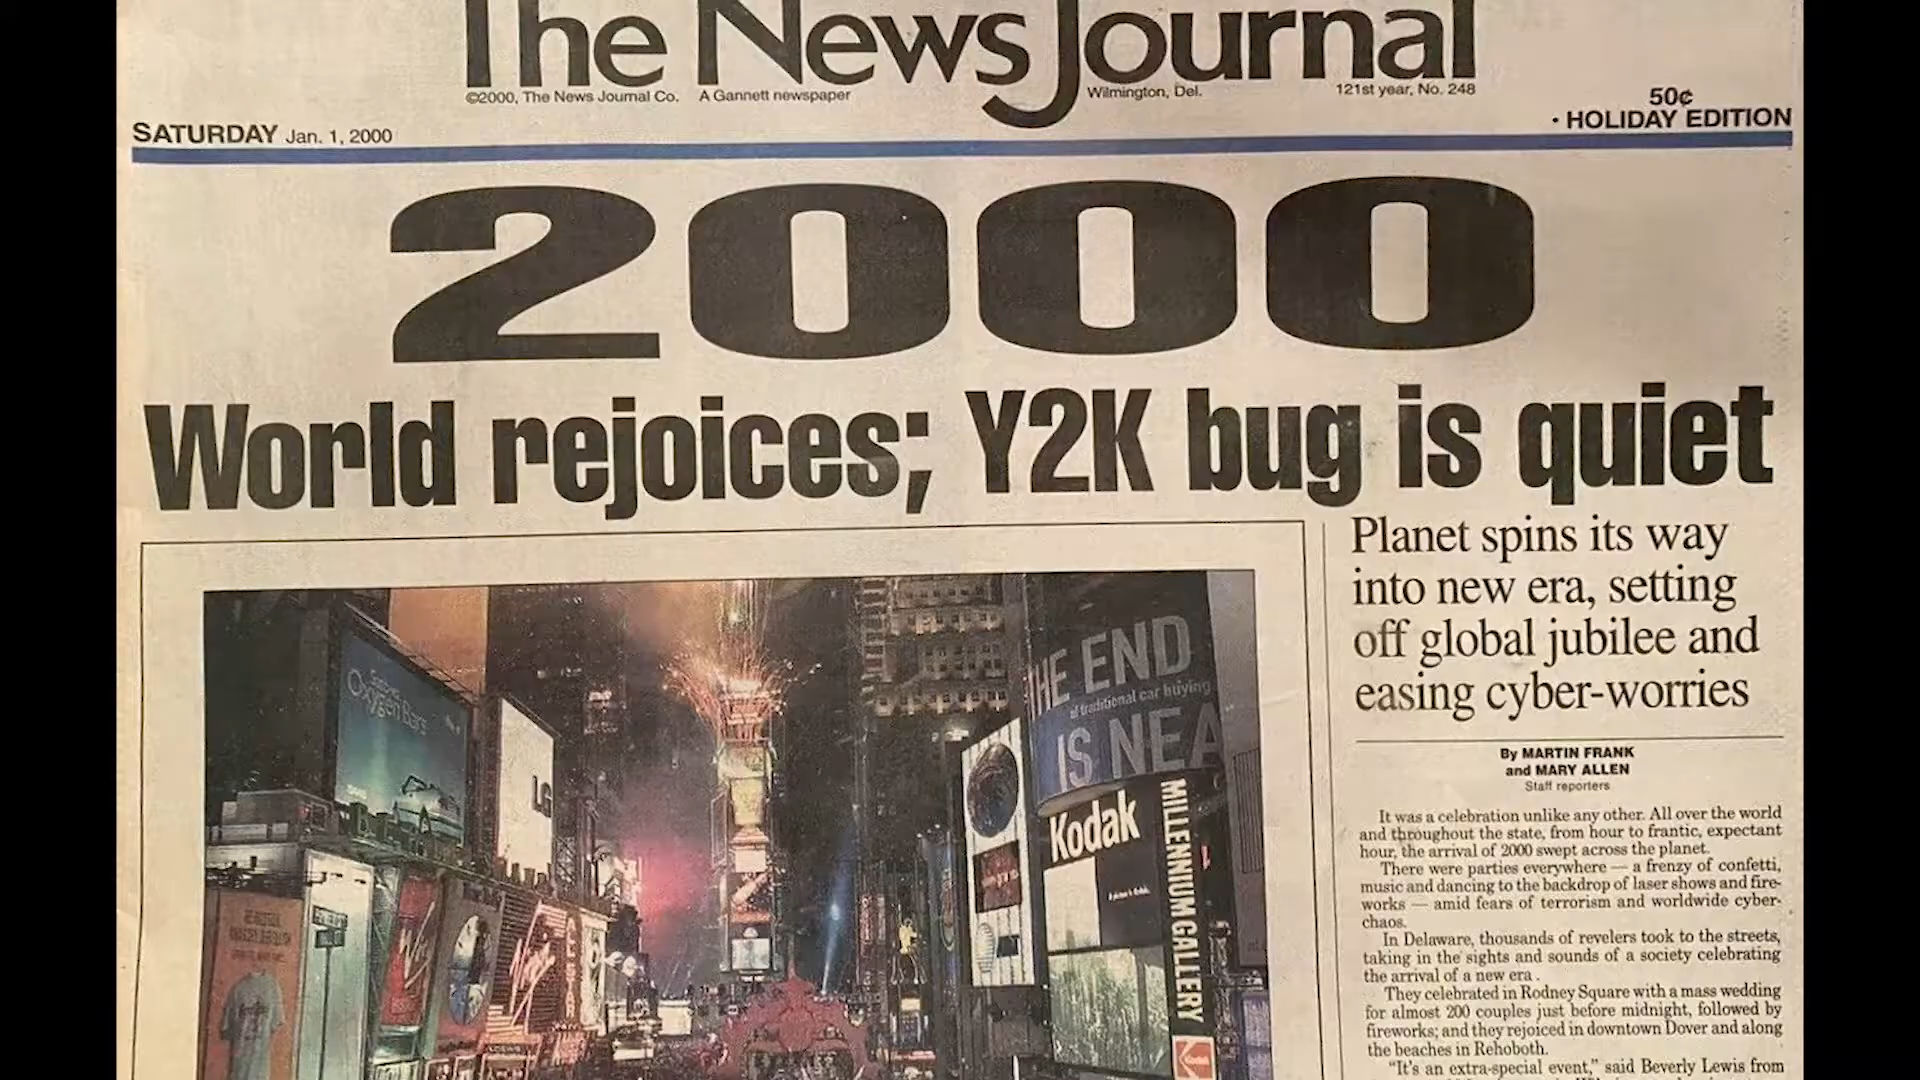 The News Journal
©2000, The News Journal Co. A Gannett newspaper Wilmington, Del. 121st year, No. 248
50¢
SATURDAY Jan. 1, 2000 • HOLIDAY EDITION
2000
World rejoices; Y2K bug is quiet
Planet spins its way
into new era, setting
off global jubilee and
easing cyber-worries
By MARTIN FRANK
and MARY ALLEN
Staff reporters
It was a celebration unlike any other. All over the world
and throughout the state, from hour to frantic, expectant
hour, the arrival of 2000 swept across the planet.
There were parties everywhere — a frenzy of confetti,
music and dancing to the backdrop of laser shows and fire-
works — amid fears of terrorism and worldwide cyber-
chaos.
In Delaware, thousands of revelers took to the streets,
taking in the sights and sounds of a society celebrating
the arrival of a new era.
They celebrated in Rodney Square with a mass wedding
for almost 200 couples just before midnight, followed by
fireworks; and they rejoiced in downtown Dover and along
the beaches in Rehoboth.
"It's an extra-special event," said Beverly Lewis from
Oxygen Bars
LG
HE END
of traditional car buying
IS NEA
Kodak
MILLENNIUM GALLERY
Kodak